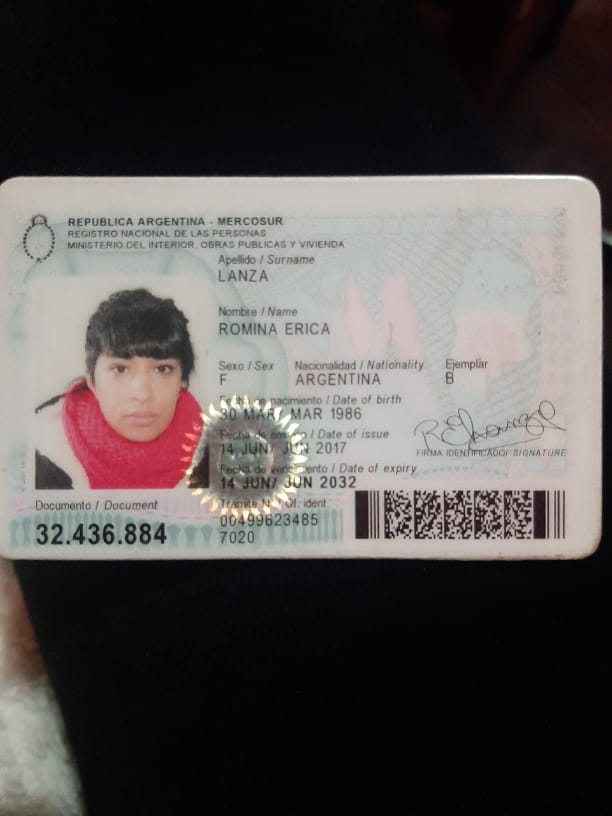 REPUBLICA ARGENTINA - MERCOSUR
REGISTRO NACIONAL DE LAS PERSONAS
MINISTERIO DEL INTERIOR, OBRAS PUBLICAS Y VIVIENDA
Apellido / Surname
LANZA
Nombre / Name
ROMINA ERICA
Sexo / Sex Nacionalidad / Nationality Ejemplar
F ARGENTINA B
Fecha de nacimiento / Date of birth
30 MAR/ MAR 1986
Fecha de emisión / Date of issue
14 JUN/ JUN 2017
Fecha de vencimiento / Date of expiry
14 JUN/ JUN 2032
FIRMA IDENTIFICADO/ SIGNATURE
Documento / Document
32.436.884
Trámite Nº / Of. ident
00499623485
7020